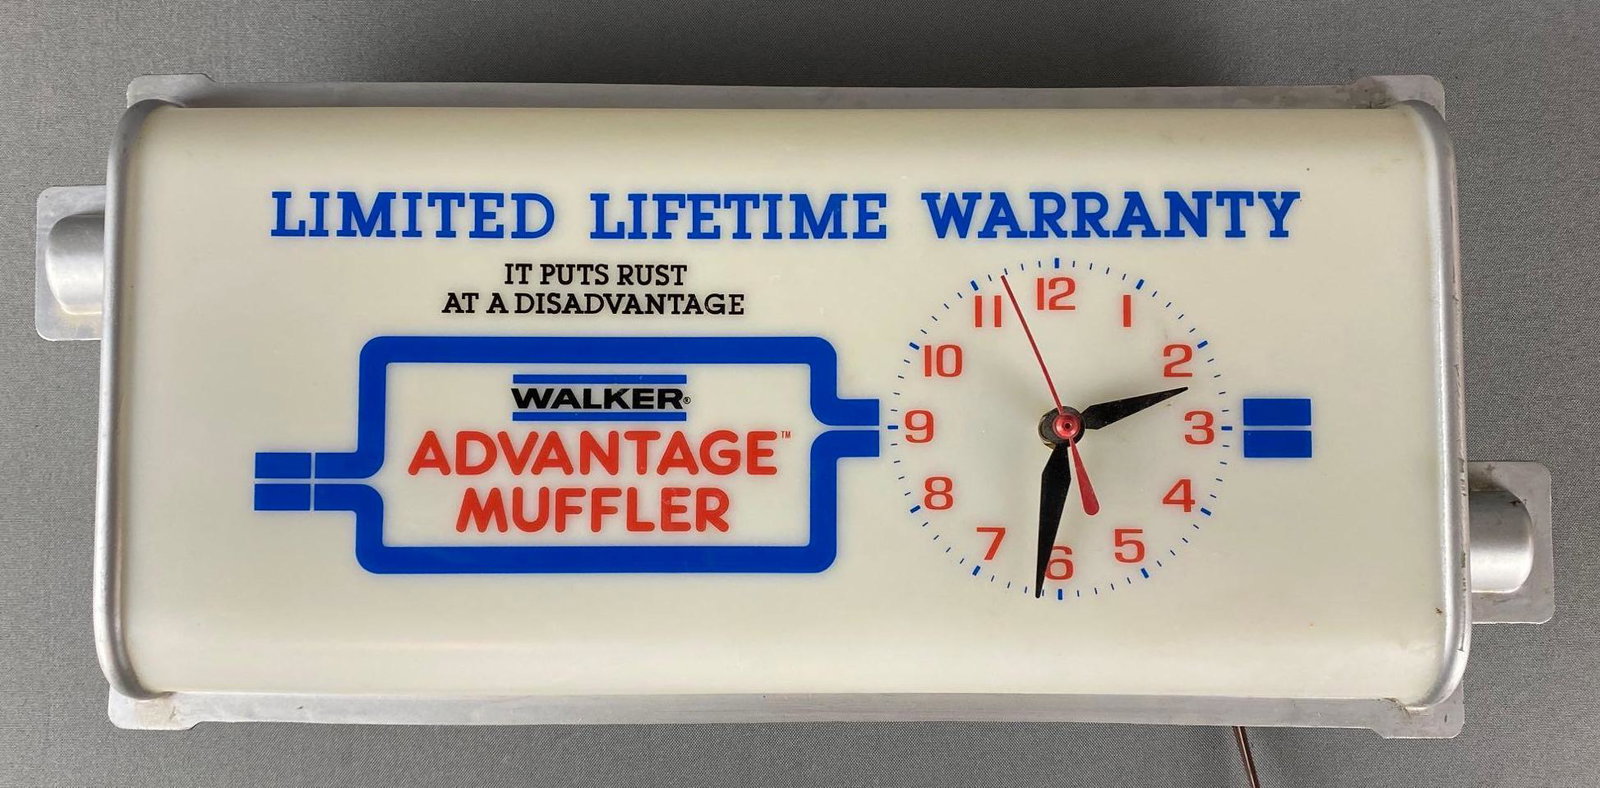 LIMITED LIFETIME WARRANTY
IT PUTS RUST
AT A DISADVANTAGE
WALKER®
ADVANTAGE™
MUFFLER
12
1
2
3
4
5
6
7
8
9
10
11